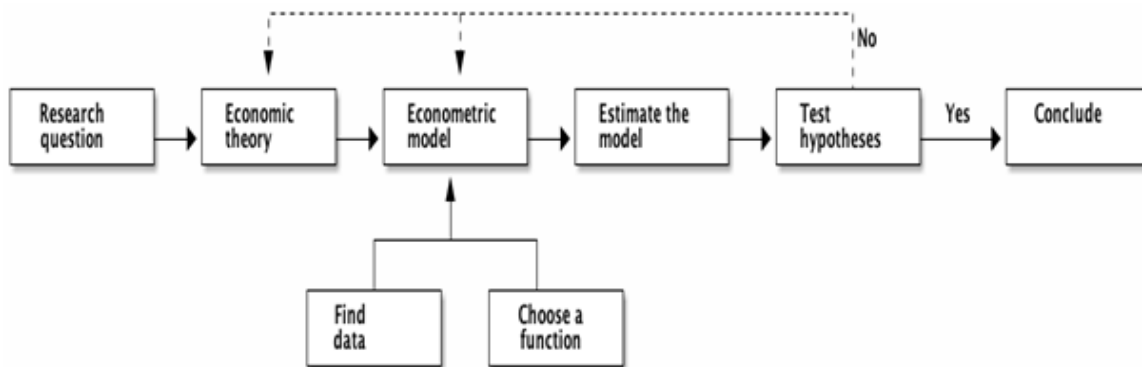 No
Research
question
Economic
theory
Econometric
model
Estimate the
model
Test
hypotheses
Yes
Conclude
Find
data
Choose a
function